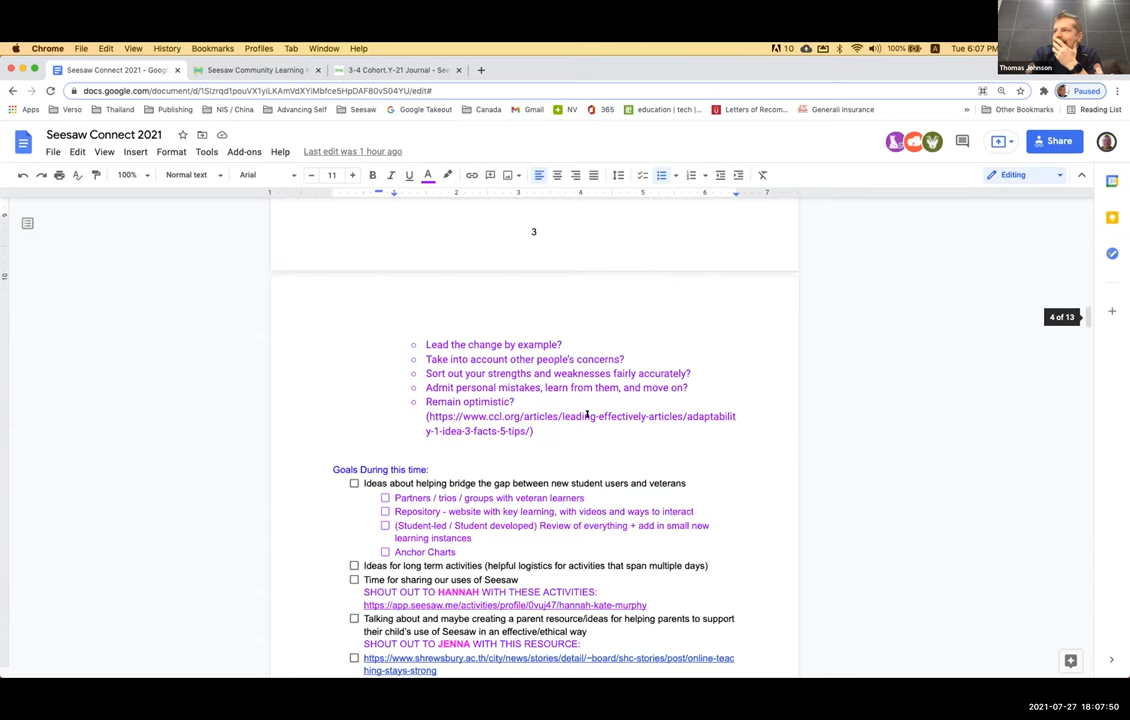 Chrome File Edit View History Bookmarks Profiles Tab Window Help
10 100% A Tue 6:07 PM
Thomas Johnson
Seesaw Connect 2021 - Goog
Seesaw Community Learning
3-4 Cohort.Y-21 Journal - See
docs.google.com/document/d/1SIzrqd1pouVX1yiLKAmVdXYiMbfce5HpDAF80vS04YU/edit#
Paused
Apps Verso Thailand Publishing NIS / China Advancing Self Seesaw Google Takeout Canada Gmail NV 365 education | tech |... Letters of Recom... Generali Insurance » Other Bookmarks Reading List
Seesaw Connect 2021
File Edit View Insert Format Tools Add-ons Help Last edit was 1 hour ago
Share
100% Normal text Arial 11 Editing
1 1 2 3 4 5 6 7
9
10
3
4 of 13
Lead the change by example?
Take into account other people's concerns?
Sort out your strengths and weaknesses fairly accurately?
Admit personal mistakes, learn from them, and move on?
Remain optimistic?
(https://www.ccl.org/articles/leading-effectively-articles/adaptabilit
y-1-idea-3-facts-5-tips/)
Goals During this time:
Ideas about helping bridge the gap between new student users and veterans
Partners / trios / groups with veteran learners
Repository - website with key learning, with videos and ways to interact
(Student-led / Student developed) Review of everything + add in small new
learning instances
Anchor Charts
Ideas for long term activities (helpful logistics for activities that span multiple days)
Time for sharing our uses of Seesaw
SHOUT OUT TO HANNAH WITH THESE ACTIVITIES:
https://app.seesaw.me/activities/profile/0vuj47/hannah-kate-murphy
Talking about and maybe creating a parent resource/ideas for helping parents to support
their child's use of Seesaw in an effective/ethical way
SHOUT OUT TO JENNA WITH THIS RESOURCE:
https://www.shrewsbury.ac.th/city/news/stories/detail/~board/shc-stories/post/online-teac
hing-stays-strong
2021-07-27 18:07:50